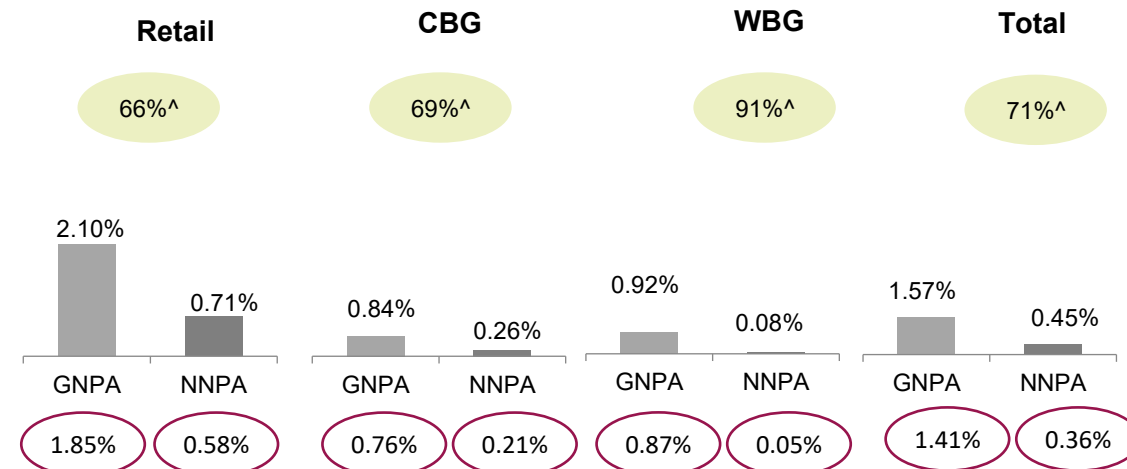 Retail CBG WBG Total
66%^ 69%^ 91%^ 71%^
2.10% 0.71% 0.84% 0.26% 0.92% 0.08% 1.57% 0.45%
GNPA NNPA GNPA NNPA GNPA NNPA GNPA NNPA
1.85% 0.58% 0.76% 0.21% 0.87% 0.05% 1.41% 0.36%